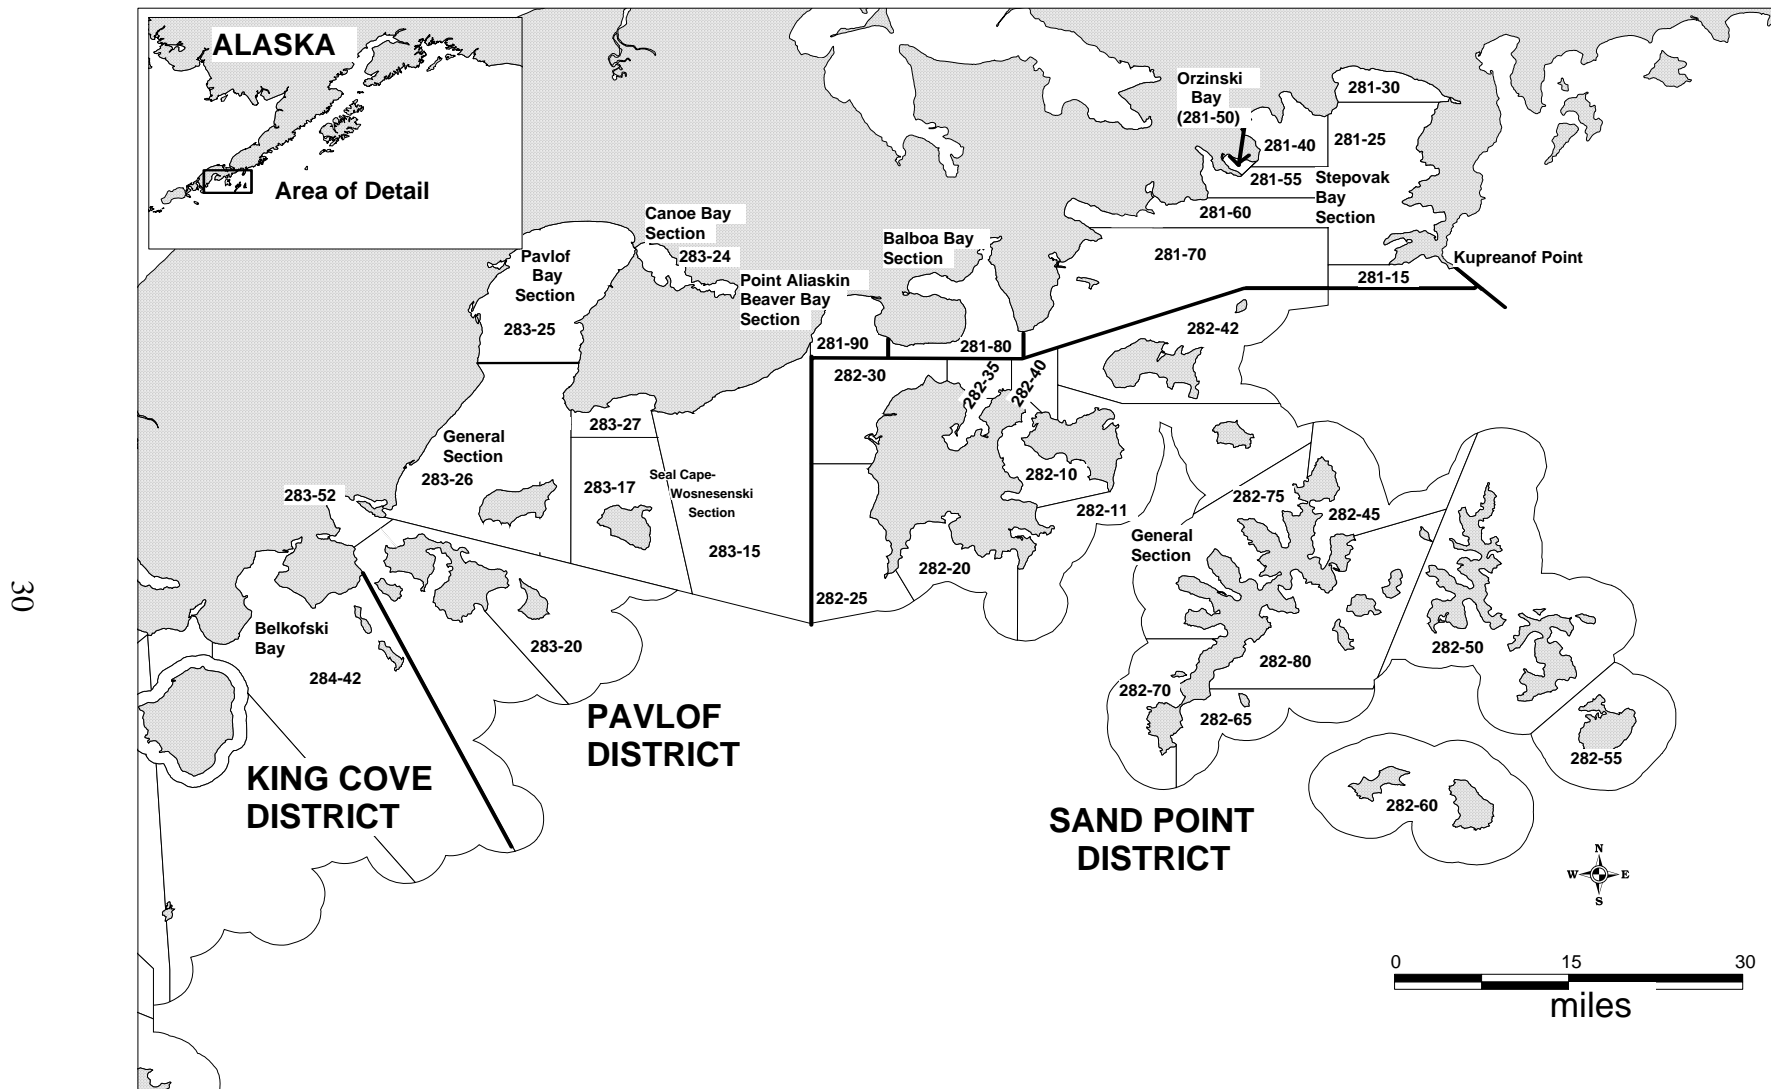 ALASKA
Area of Detail
Orzinski
Bay
(281-50)
281-30
281-40
281-25
281-55
Stepovak
Bay
Section
281-60
Canoe Bay
Section
283-24
Balboa Bay
Section
281-70
Kupreanof Point
281-15
Pavlof
Bay
Section
283-25
Point Aliaskin
Beaver Bay
Section
281-90
281-80
282-42
282-30
282-35
282-40
283-27
General
Section
283-26
283-52
283-17
Seal Cape-
Wosnesenski
Section
283-15
282-10
282-11
282-75
282-45
General
Section
282-20
282-25
Belkofski
Bay
284-42
283-20
282-50
282-80
282-70
282-65
282-55
282-60
PAVLOF
DISTRICT
KING COVE
DISTRICT
SAND POINT
DISTRICT
N
W E
S
0 15 30
miles
30